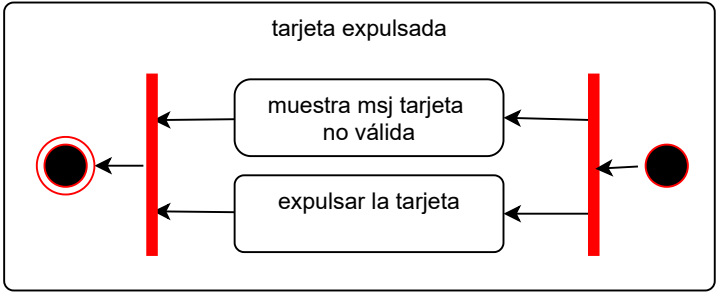 tarjeta expulsada
muestra msj tarjeta
no válida
expulsar la tarjeta